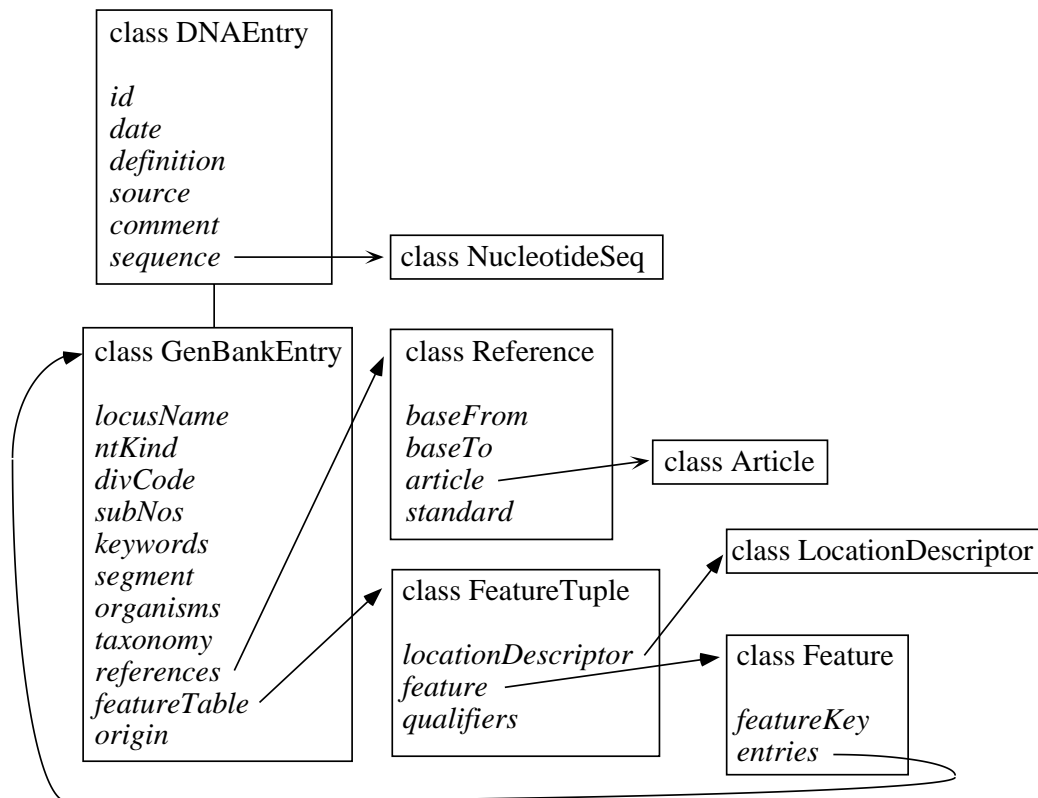 class DNAEntry
id
date
definition
source
comment
sequence
class NucleotideSeq
class GenBankEntry
locusName
ntKind
divCode
subNos
keywords
segment
organisms
taxonomy
references
featureTable
origin
class Reference
baseFrom
baseTo
article
standard
class Article
class LocationDescriptor
class FeatureTuple
locationDescriptor
feature
qualifiers
class Feature
featureKey
entries